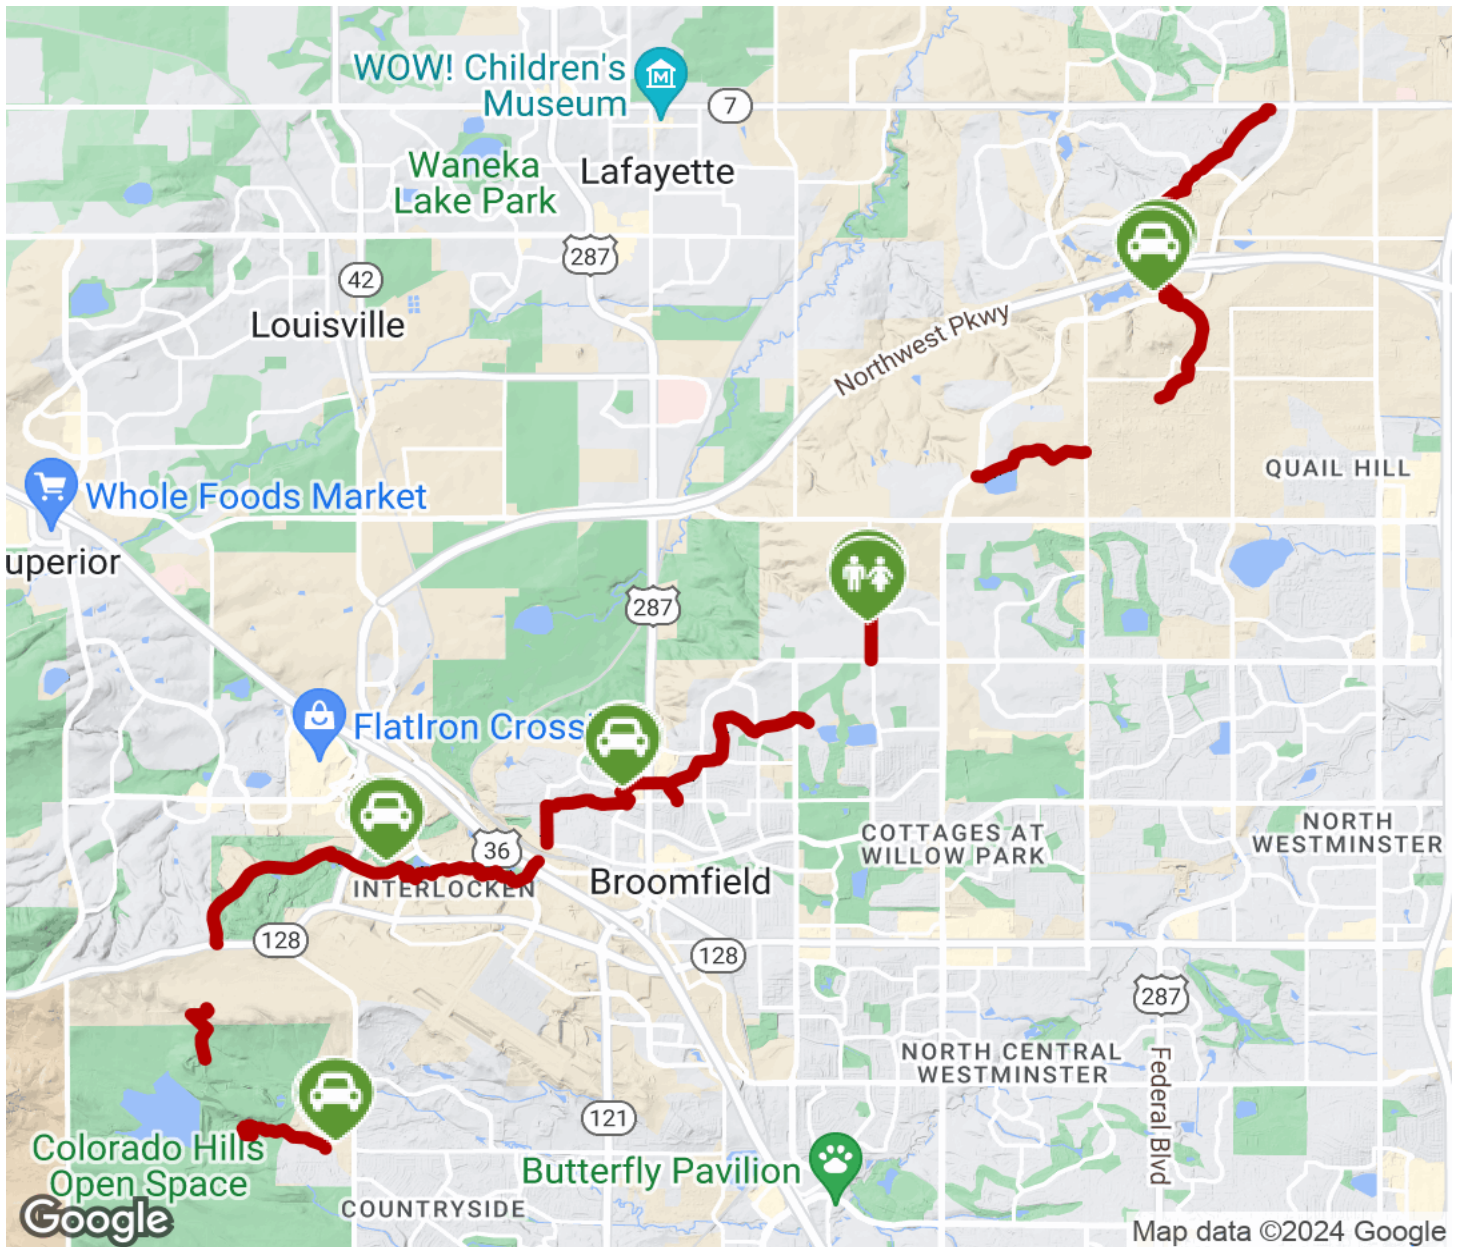 WOW! Children's
Museum
7
Waneka
Lake Park
Lafayette
287
42
Louisville
Northwest Pkwy
QUAIL HILL
Whole Foods Market
uperior
287
FlatIron Crossi
COTTAGES AT
WILLOW PARK
NORTH
WESTMINSTER
36
INTERLOCKEN
Broomfield
128
128
287
NORTH CENTRAL
WESTMINSTER
Federal Blvd
121
Colorado Hills
Open Space
Butterfly Pavilion
COUNTRYSIDE
Google
Map data ©2024 Google